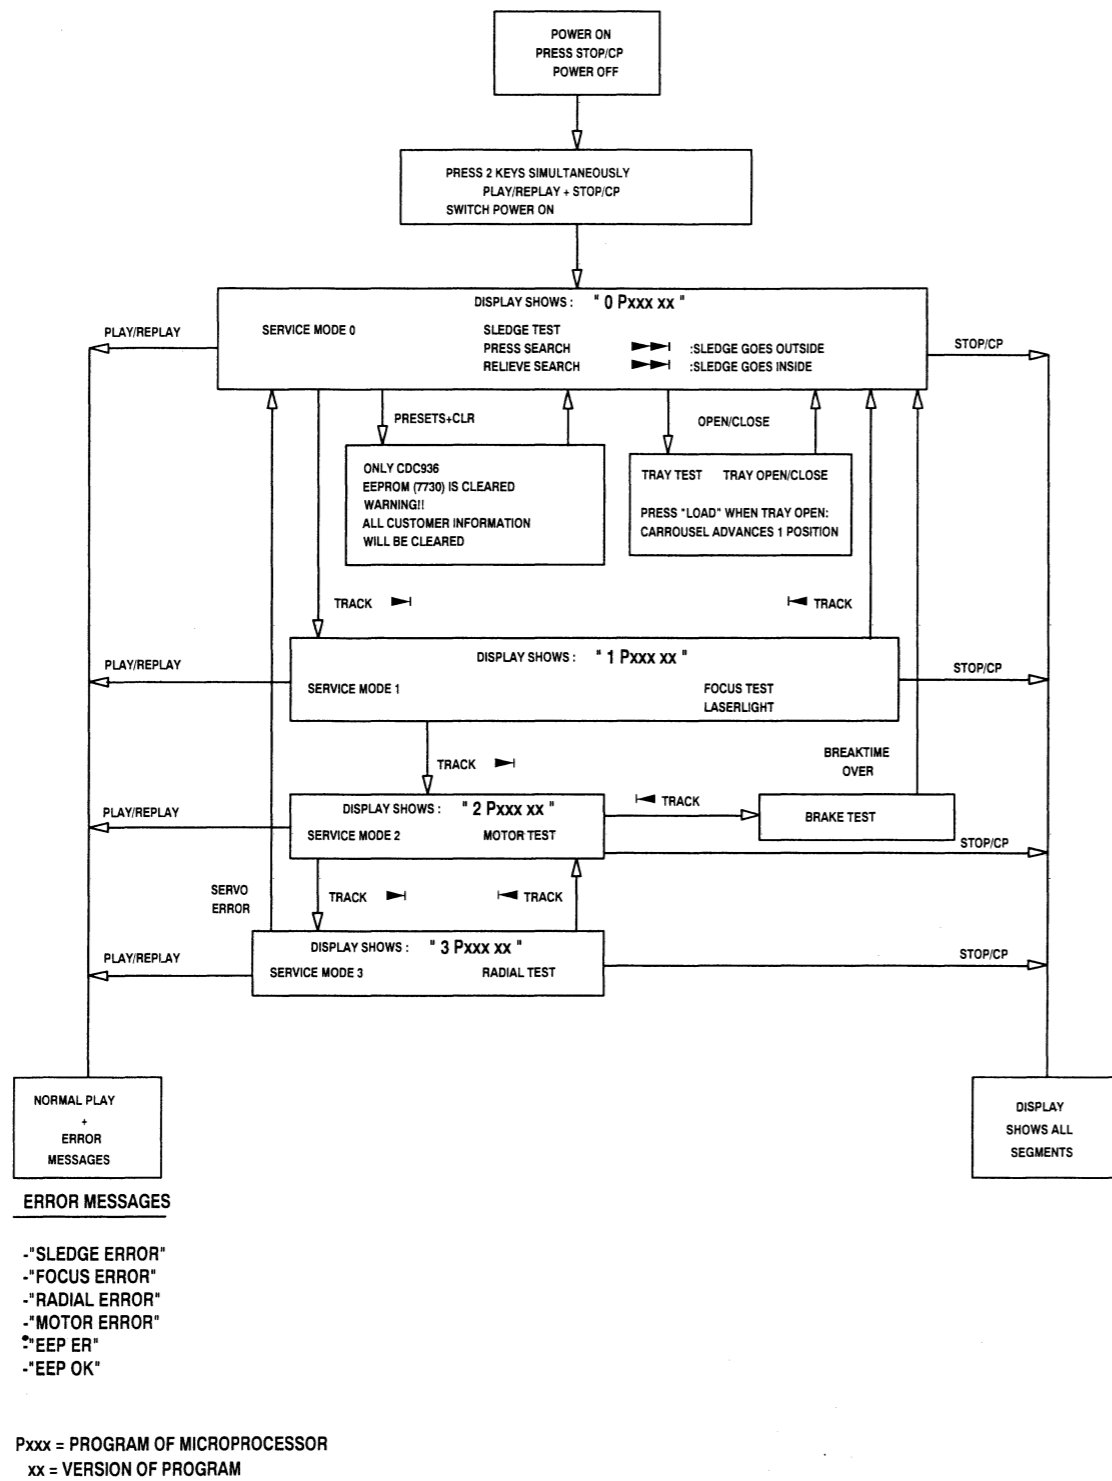 POWER ON
PRESS STOP/CP
POWER OFF
PRESS 2 KEYS SIMULTANEOUSLY
PLAY/REPLAY + STOP/CP
SWITCH POWER ON
DISPLAY SHOWS : " 0 Pxxx xx "
SERVICE MODE 0 SLEDGE TEST
PRESS SEARCH :SLEDGE GOES OUTSIDE
RELIEVE SEARCH :SLEDGE GOES INSIDE
PLAY/REPLAY
STOP/CP
PRESETS+CLR
OPEN/CLOSE
ONLY CDC936
EEPROM (7730) IS CLEARED
WARNING!!
ALL CUSTOMER INFORMATION
WILL BE CLEARED
TRAY TEST TRAY OPEN/CLOSE
PRESS "LOAD" WHEN TRAY OPEN:
CARROUSEL ADVANCES 1 POSITION
TRACK
TRACK
DISPLAY SHOWS : " 1 Pxxx xx "
SERVICE MODE 1 FOCUS TEST
LASERLIGHT
PLAY/REPLAY
STOP/CP
TRACK
BREAKTIME
OVER
DISPLAY SHOWS : " 2 Pxxx xx "
SERVICE MODE 2 MOTOR TEST
PLAY/REPLAY
TRACK
BRAKE TEST
STOP/CP
SERVO
ERROR
TRACK
TRACK
DISPLAY SHOWS : " 3 Pxxx xx "
SERVICE MODE 3 RADIAL TEST
PLAY/REPLAY
STOP/CP
NORMAL PLAY
+
ERROR
MESSAGES
DISPLAY
SHOWS ALL
SEGMENTS
ERROR MESSAGES
-"SLEDGE ERROR"
-"FOCUS ERROR"
-"RADIAL ERROR"
-"MOTOR ERROR"
-"EEP ER"
-"EEP OK"
Pxxx = PROGRAM OF MICROPROCESSOR
xx = VERSION OF PROGRAM